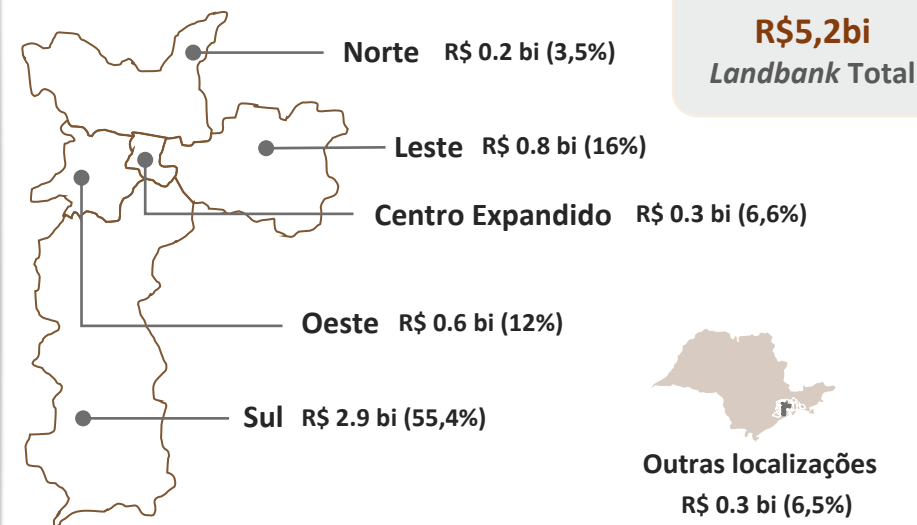 R$5,2bi
Landbank Total
Norte R$ 0.2 bi (3,5%)
Leste R$ 0.8 bi (16%)
Centro Expandido R$ 0.3 bi (6,6%)
Oeste R$ 0.6 bi (12%)
Sul R$ 2.9 bi (55,4%)
Outras localizações
R$ 0.3 bi (6,5%)